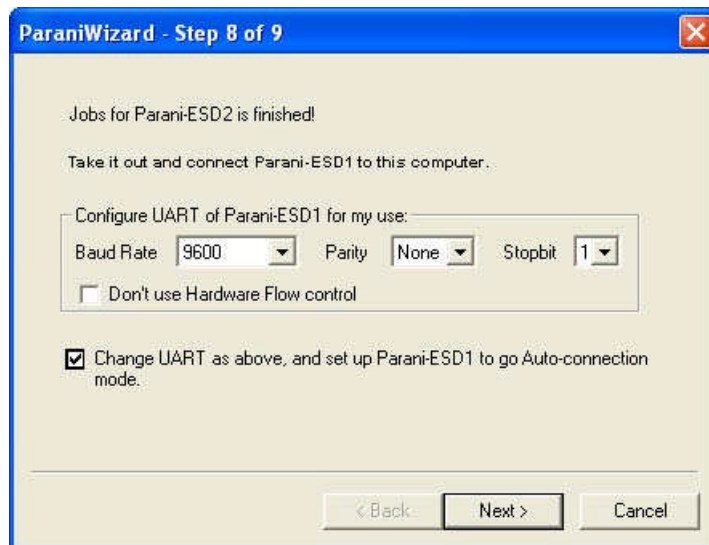 ParaniWizard - Step 8 of 9
Jobs for Parani-ESD2 is finished!
Take it out and connect Parani-ESD1 to this computer.
Configure UART of Parani-ESD1 for my use:
Baud Rate 9600 Parity None Stopbit 1
Don't use Hardware Flow control
Change UART as above, and set up Parani-ESD1 to go Auto-connection
mode.
< Back Next > Cancel